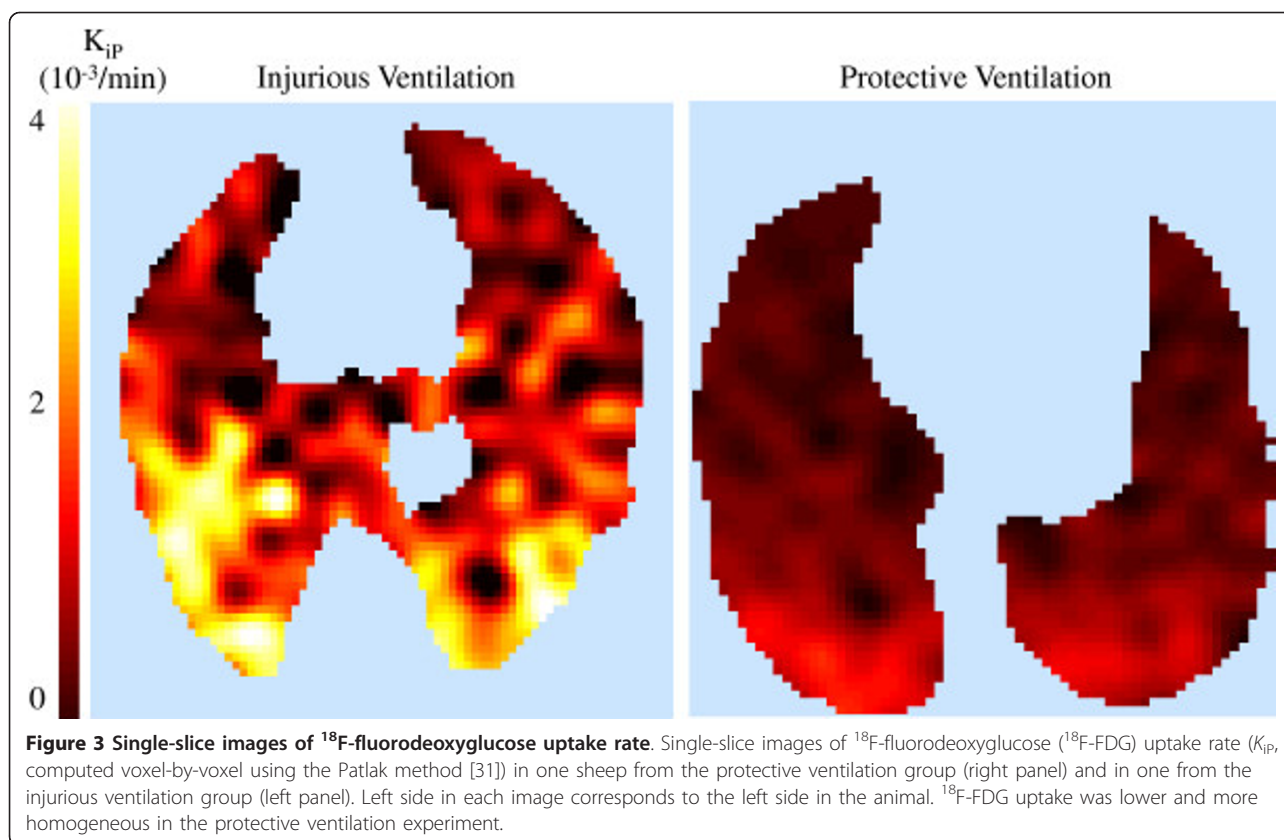 K_iP
(10^-3/min)
Injurious Ventilation
Protective Ventilation
4
2
0
Figure 3 Single-slice images of ^18F-fluorodeoxyglucose uptake rate. Single-slice images of ^18F-fluorodeoxyglucose (^18F-FDG) uptake rate (K_iP,
computed voxel-by-voxel using the Patlak method [31]) in one sheep from the protective ventilation group (right panel) and in one from the
injurious ventilation group (left panel). Left side in each image corresponds to the left side in the animal. ^18F-FDG uptake was lower and more
homogeneous in the protective ventilation experiment.